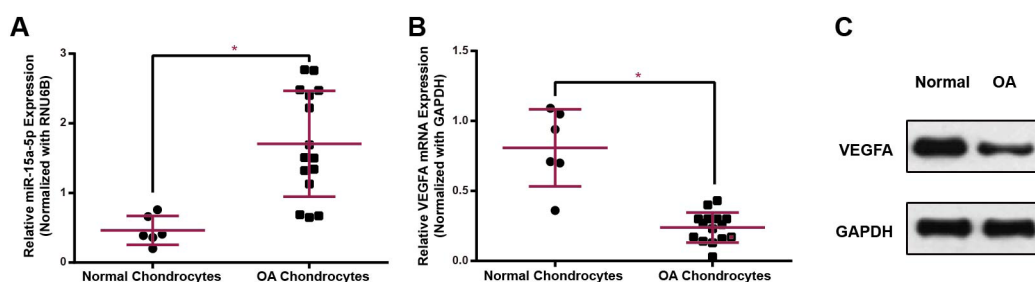 A
Relative miR-15a-5p Expression
(Normalized with RNU6B)
3
2
1
0
*
Normal Chondrocytes
OA Chondrocytes
B
Relative VEGFA mRNA Expression
(Normalized with GAPDH)
1.5
1.0
0.5
0.0
*
Normal Chondrocytes
OA Chondrocytes
C
Normal OA
VEGFA
GAPDH